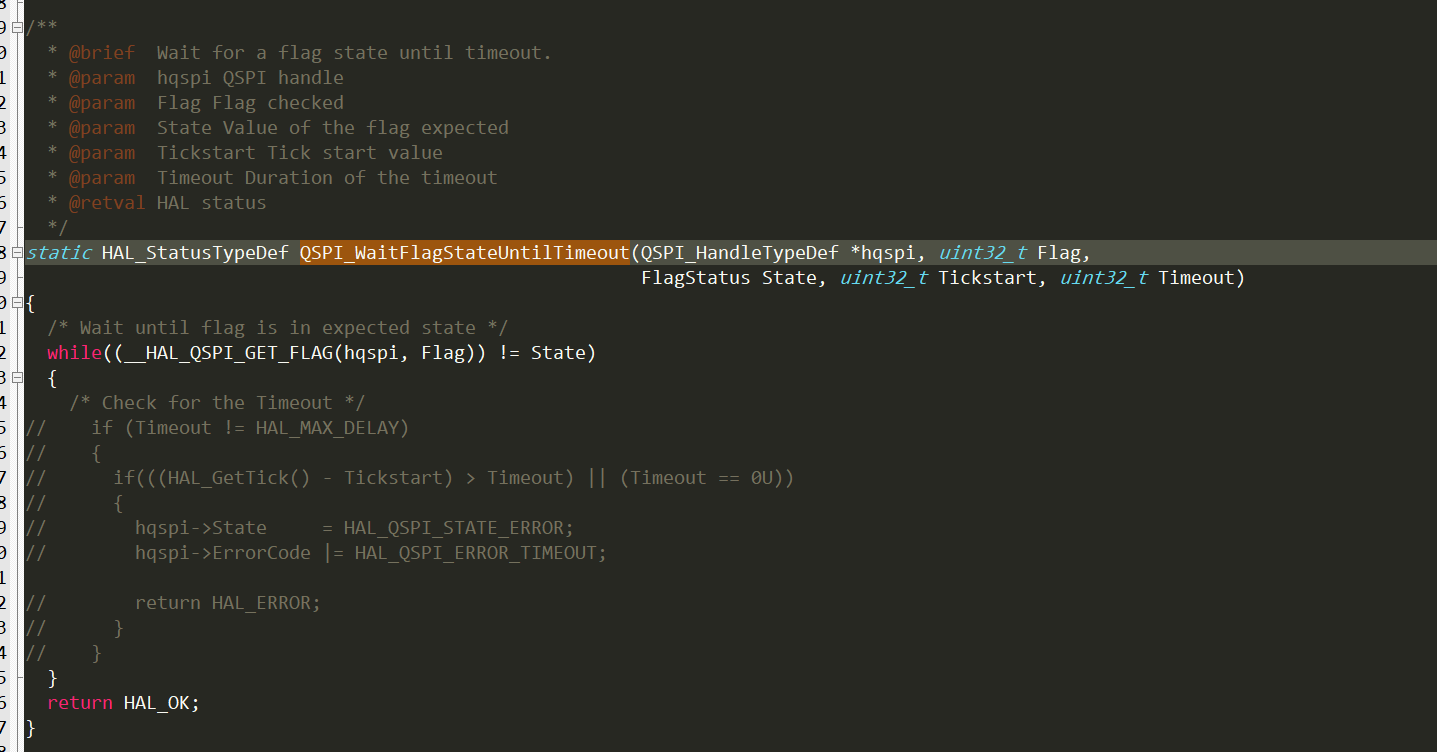 /**
* @brief  Wait for a flag state until timeout.
* @param  hqspi QSPI handle
* @param  Flag Flag checked
* @param  State Value of the flag expected
* @param  Tickstart Tick start value
* @param  Timeout Duration of the timeout
* @retval HAL status
*/
static HAL_StatusTypeDef QSPI_WaitFlagStateUntilTimeout(QSPI_HandleTypeDef *hqspi, uint32_t Flag,
FlagStatus State, uint32_t Tickstart, uint32_t Timeout)
{
/* Wait until flag is in expected state */
while((__HAL_QSPI_GET_FLAG(hqspi, Flag)) != State)
{
/* Check for the Timeout */
//    if (Timeout != HAL_MAX_DELAY)
//    {
//      if(((HAL_GetTick() - Tickstart) > Timeout) || (Timeout == 0U))
//      {
//        hqspi->State     = HAL_QSPI_STATE_ERROR;
//        hqspi->ErrorCode |= HAL_QSPI_ERROR_TIMEOUT;
//        return HAL_ERROR;
//      }
//    }
}
return HAL_OK;
}